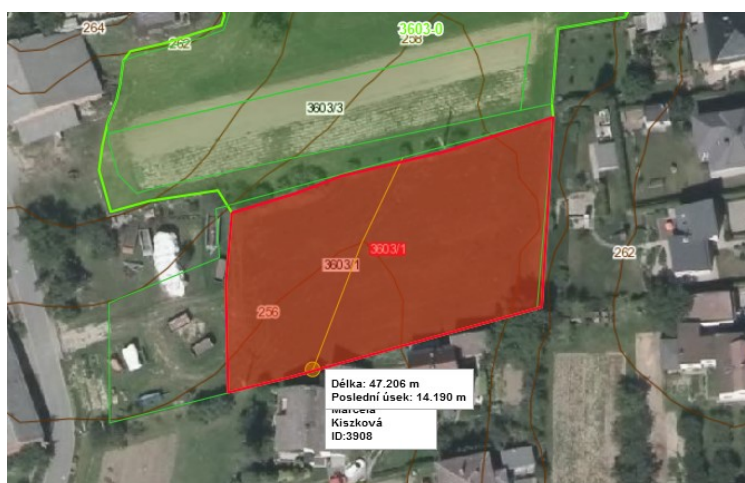 264
262
3603-0
258
3603/3
3603/1
3603/1
262
256
Délka: 47.206 m
Poslední úsek: 14.190 m
Marcela
Kiszková
ID:3908